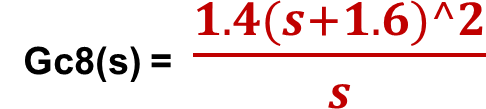 1.4(s+1.6)^2
Gc8(s) =
s